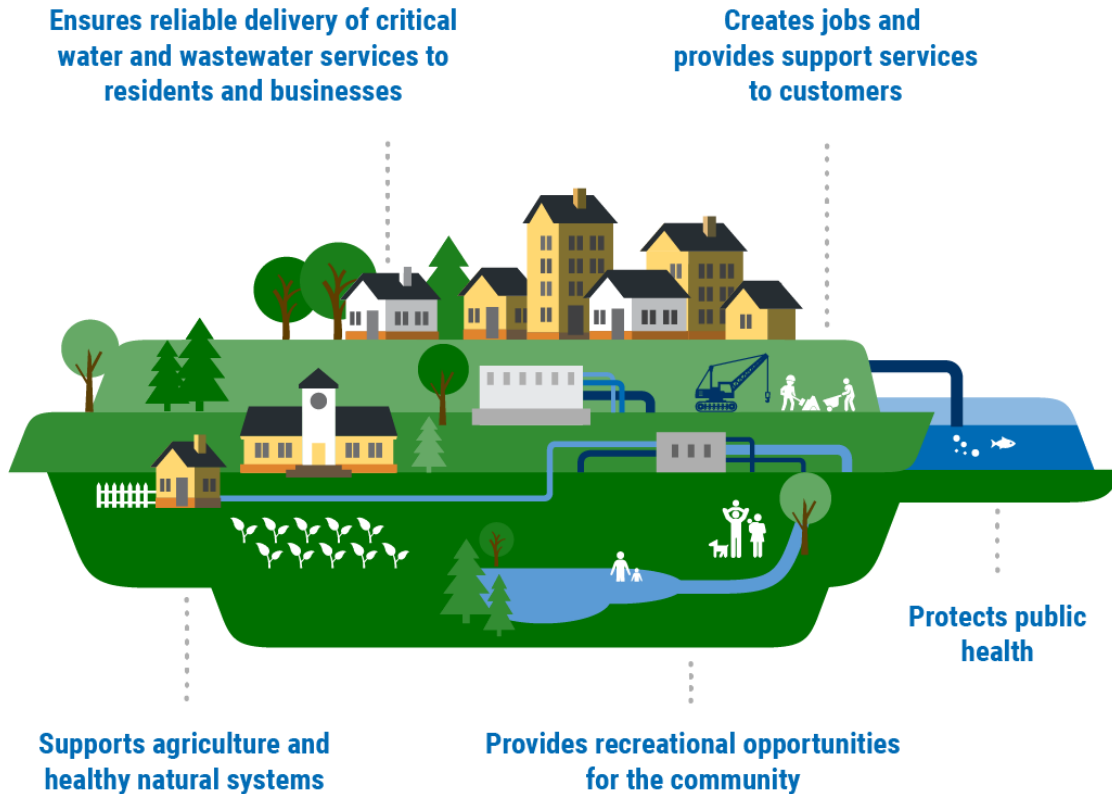 Ensures reliable delivery of critical
water and wastewater services to
residents and businesses
Creates jobs and
provides support services
to customers
Protects public
health
Supports agriculture and
healthy natural systems
Provides recreational opportunities
for the community